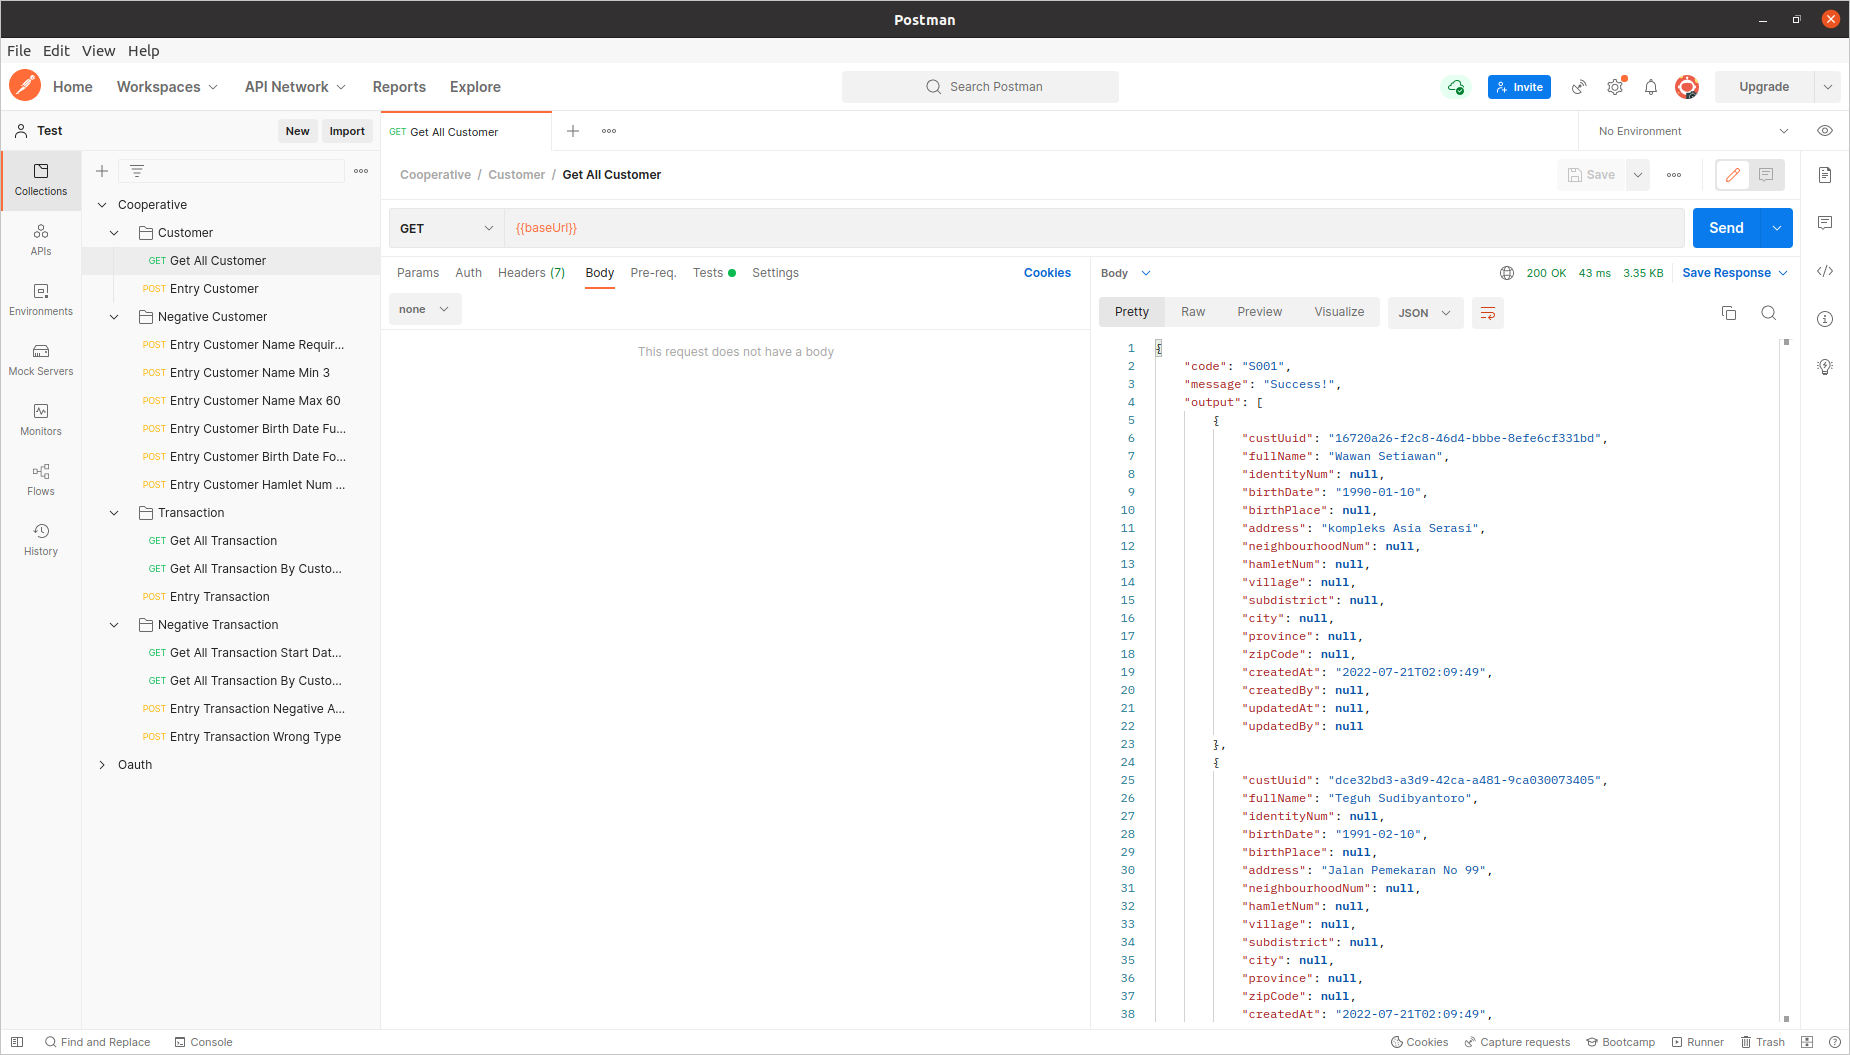 Postman
File Edit View Help
Home Workspaces API Network Reports Explore Search Postman Invite Upgrade
Test New Import GET Get All Customer No Environment
Collections
APIs
Environments
Mock Servers
Monitors
Flows
History
Cooperative
Customer
GET Get All Customer
POST Entry Customer
Negative Customer
POST Entry Customer Name Requir...
POST Entry Customer Name Min 3
POST Entry Customer Name Max 60
POST Entry Customer Birth Date Fu...
POST Entry Customer Birth Date Fo...
POST Entry Customer Hamlet Num ...
Transaction
GET Get All Transaction
GET Get All Transaction By Custo...
POST Entry Transaction
Negative Transaction
GET Get All Transaction Start Dat...
GET Get All Transaction By Custo...
POST Entry Transaction Negative A...
POST Entry Transaction Wrong Type
Oauth
Cooperative / Customer / Get All Customer Save
GET {{baseUrl}} Send
Params Auth Headers (7) Body Pre-req. Tests Settings Cookies
none
This request does not have a body
Body 200 OK 43 ms 3.35 KB Save Response
Pretty Raw Preview Visualize JSON
1 {
2 "code": "S001",
3 "message": "Success!",
4 "output": [
5 {
6 "custUuid": "16720a26-f2c8-46d4-bbbe-8efe6cf331bd",
7 "fullName": "Wawan Setiawan",
8 "identityNum": null,
9 "birthDate": "1990-01-10",
10 "birthPlace": null,
11 "address": "kompleks Asia Serasi",
12 "neighbourhoodNum": null,
13 "hamletNum": null,
14 "village": null,
15 "subdistrict": null,
16 "city": null,
17 "province": null,
18 "zipCode": null,
19 "createdAt": "2022-07-21T02:09:49",
20 "createdBy": null,
21 "updatedAt": null,
22 "updatedBy": null
23 },
24 {
25 "custUuid": "dce32bd3-a3d9-42ca-a481-9ca030073405",
26 "fullName": "Teguh Sudibyantoro",
27 "identityNum": null,
28 "birthDate": "1991-02-10",
29 "birthPlace": null,
30 "address": "Jalan Pemekaran No 99",
31 "neighbourhoodNum": null,
32 "hamletNum": null,
33 "village": null,
34 "subdistrict": null,
35 "city": null,
36 "province": null,
37 "zipCode": null,
38 "createdAt": "2022-07-21T02:09:49",
Find and Replace Console Cookies Capture requests Bootcamp Runner Trash